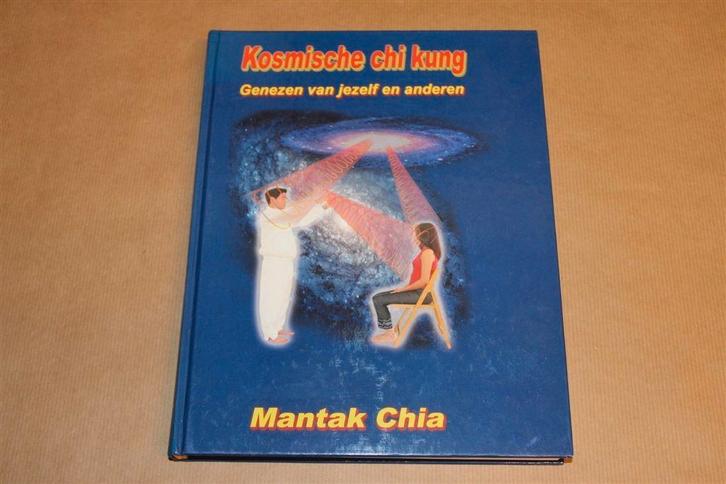 Kosmische chi kung
Genezen van jezelf en anderen
Mantak Chia